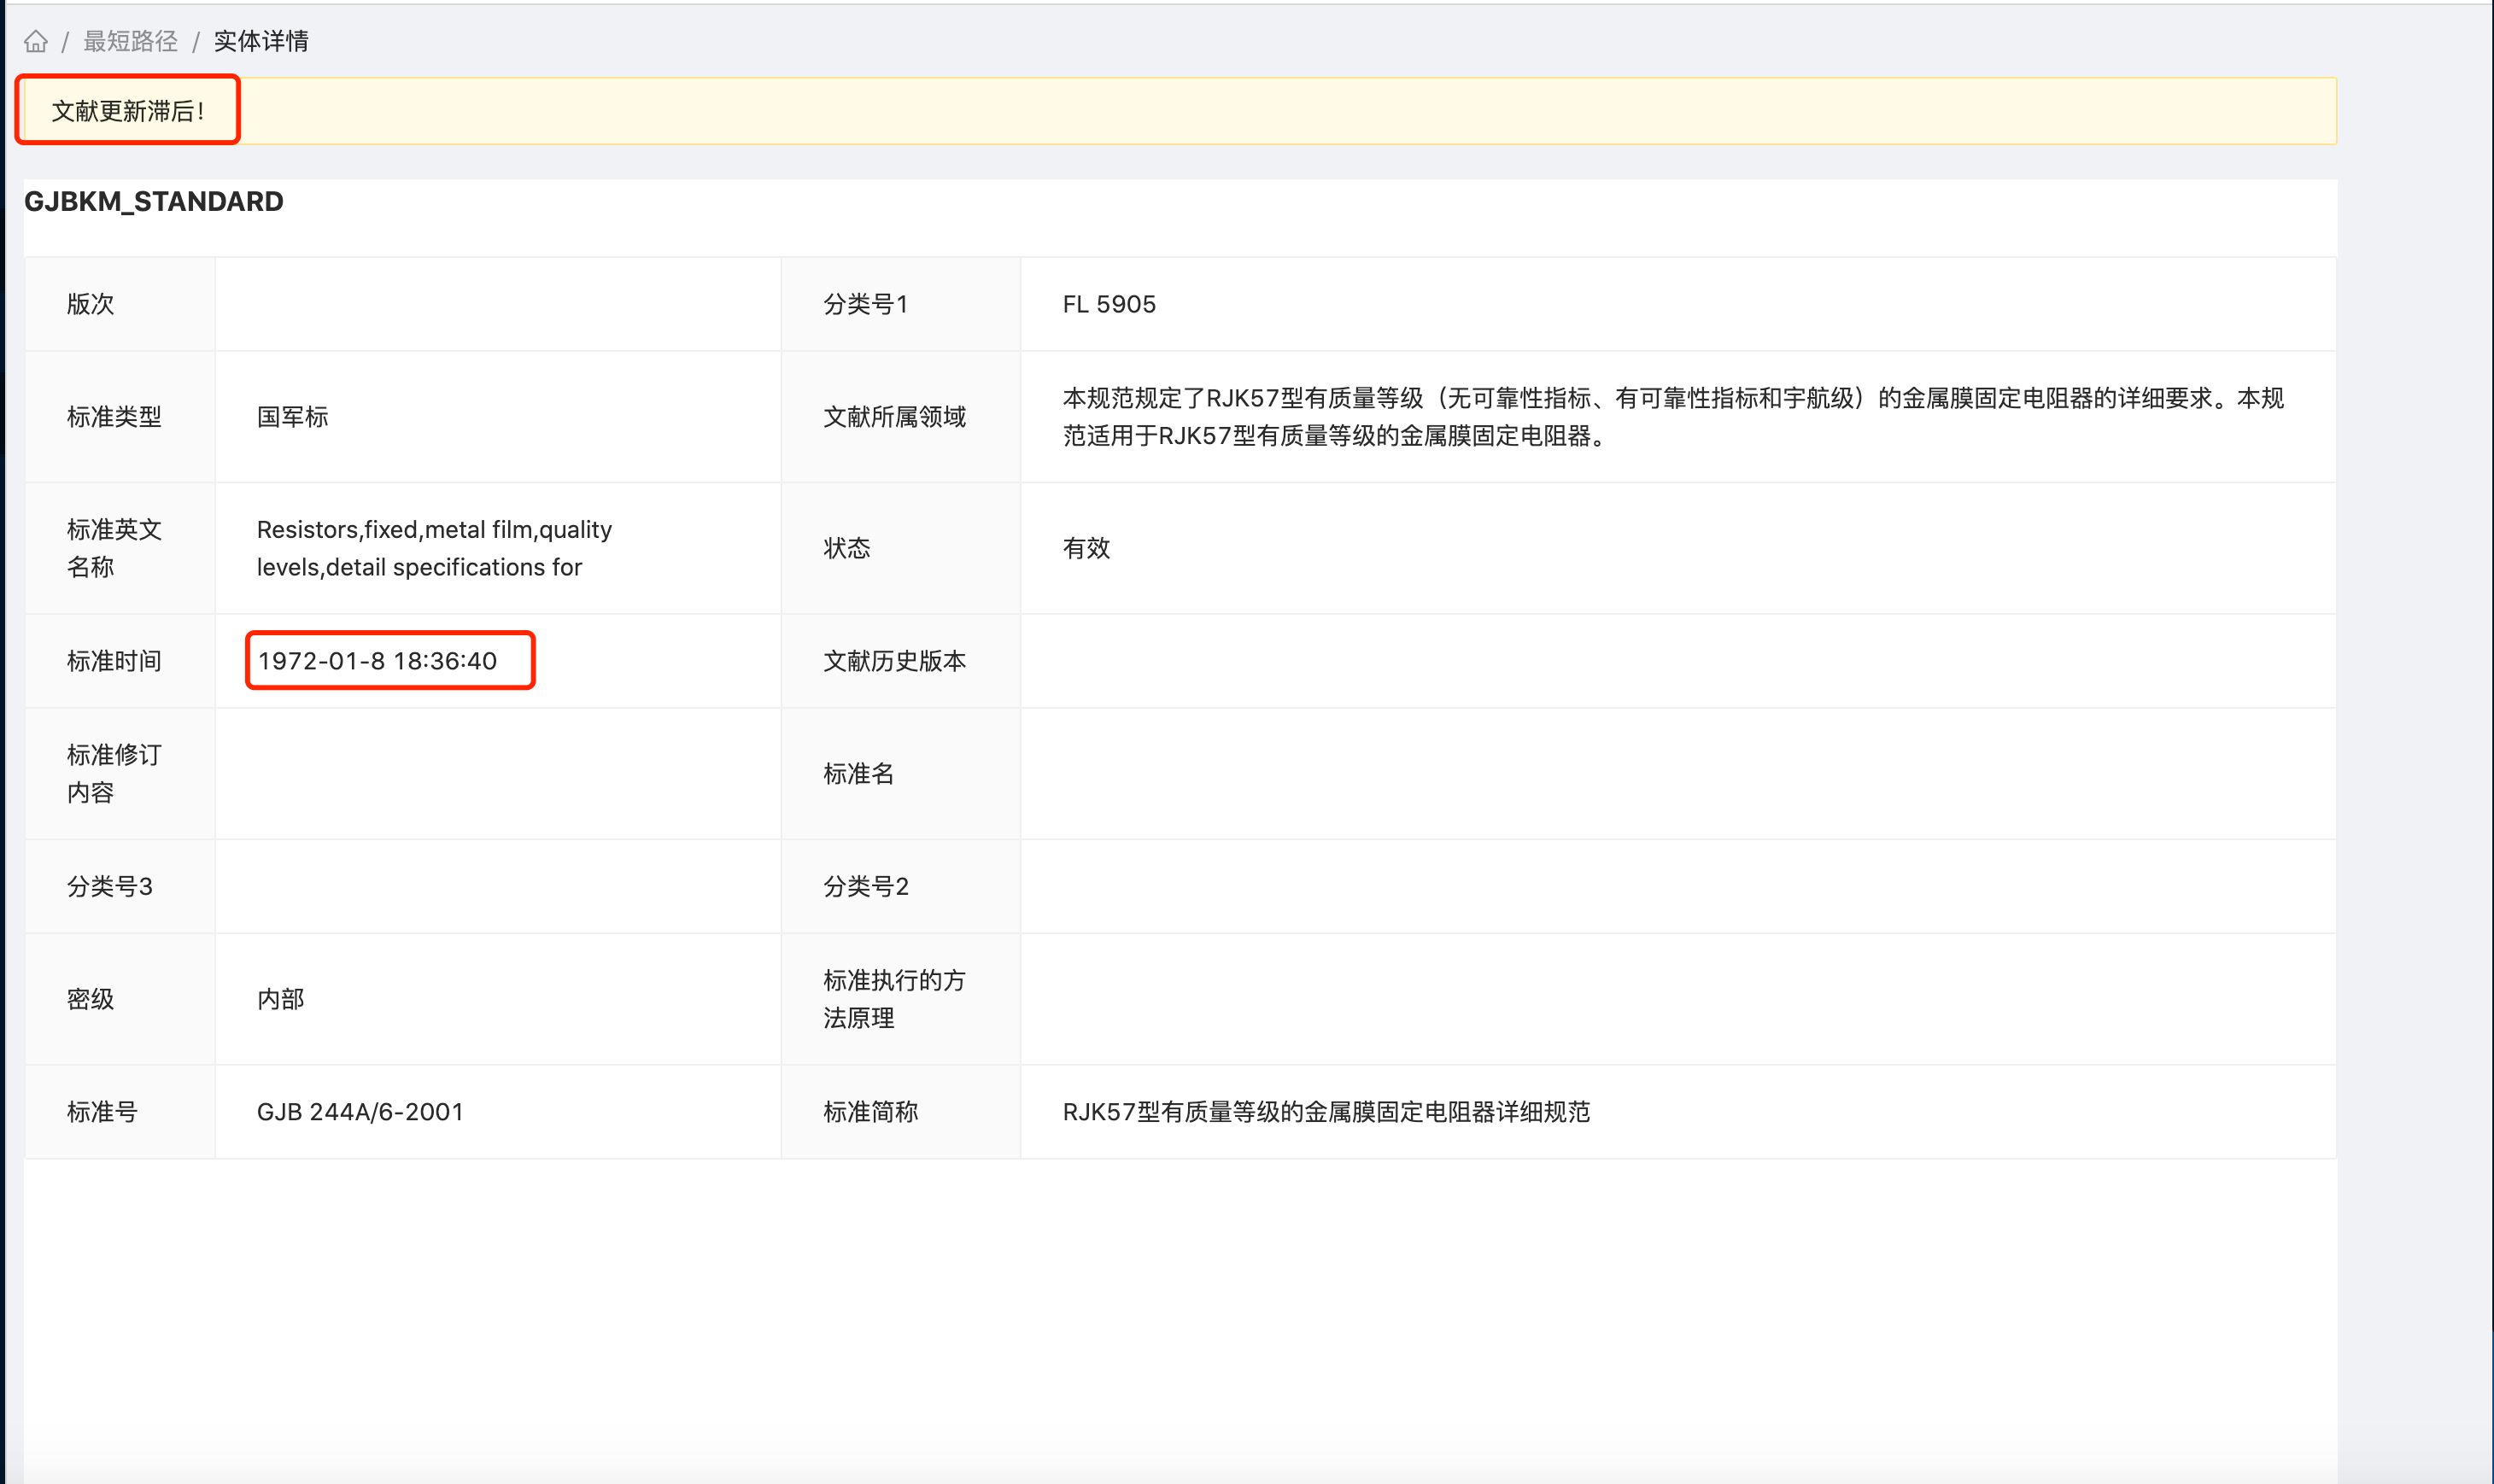 / 最短路径 / 实体详情
文献更新滞后!
GJBKM_STANDARD
版次
分类号1
FL 5905
标准类型
国军标
文献所属领域
本规范规定了RJK57型有质量等级（无可靠性指标、有可靠性指标和宇航级）的金属膜固定电阻器的详细要求。本规
范适用于RJK57型有质量等级的金属膜固定电阻器。
标准英文
名称
Resistors,fixed,metal film,quality
levels,detail specifications for
状态
有效
标准时间
1972-01-8 18:36:40
文献历史版本
标准修订
内容
标准名
分类号3
分类号2
密级
内部
标准执行的方
法原理
标准号
GJB 244A/6-2001
标准简称
RJK57型有质量等级的金属膜固定电阻器详细规范